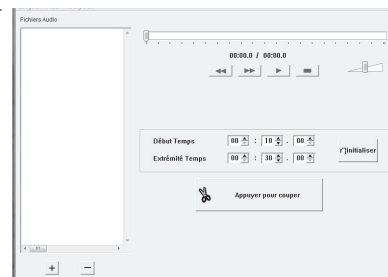 Fichiers Audio
00:00.0 / 00:00.0
Début Temps 00 : 10 . 00
Extrémité Temps 00 : 30 . 00
initialiser
Appuyer pour couper
+ −